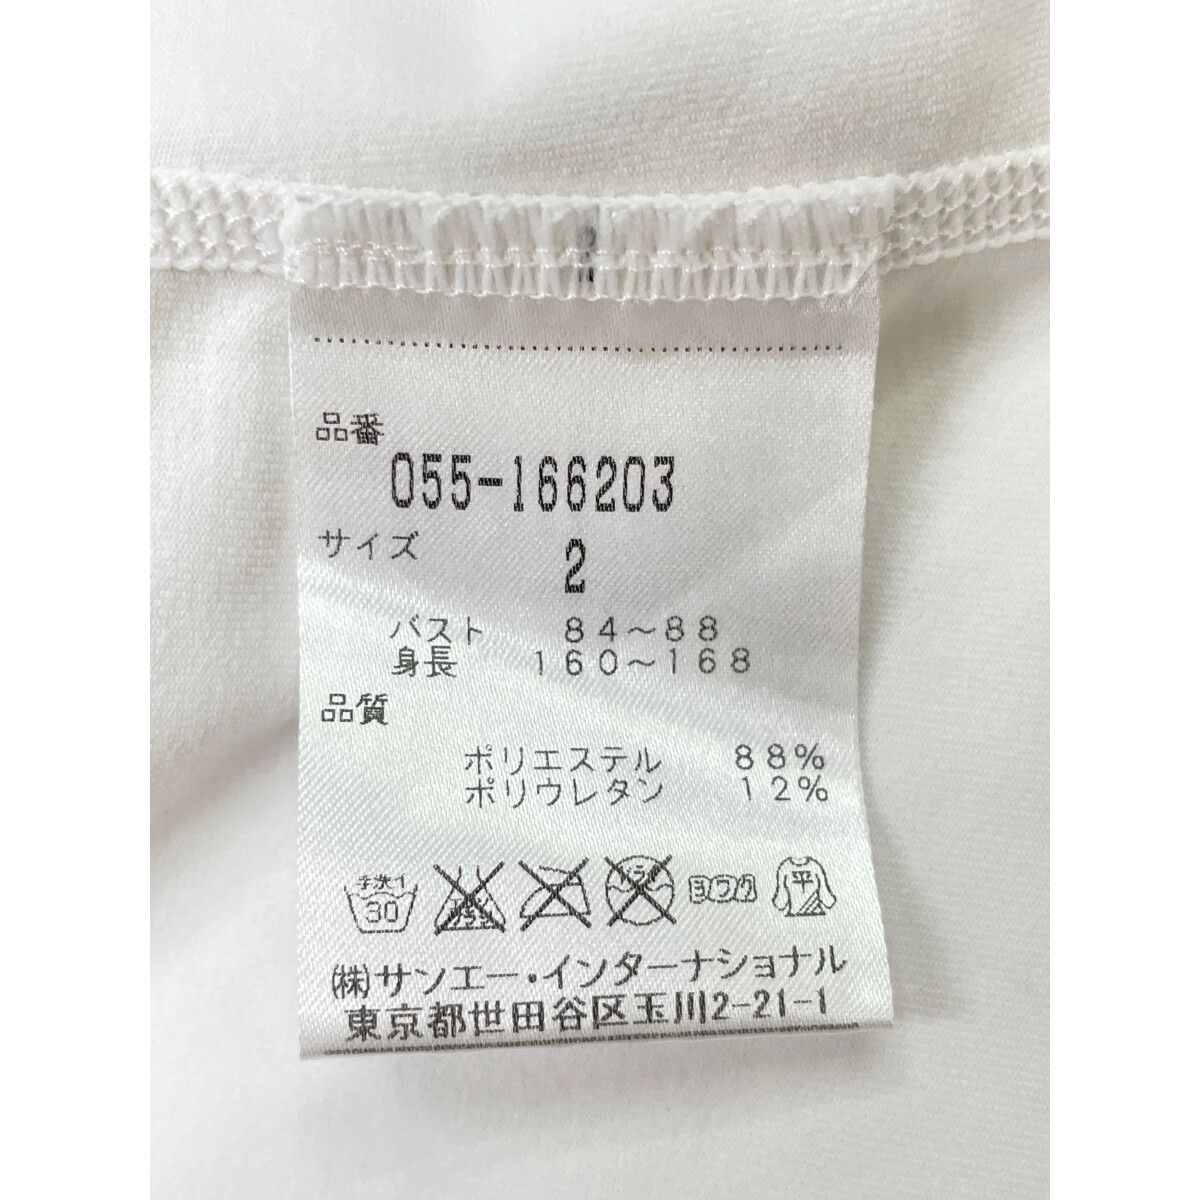 品番
055-166203
サイズ 2
バスト 84～88
身長 160～168
品質
ポリエステル 88%
ポリウレタン 12%
手洗イ 30 ヨワク 平
(株)サンエー・インターナショナル
東京都世田谷区玉川2-21-1